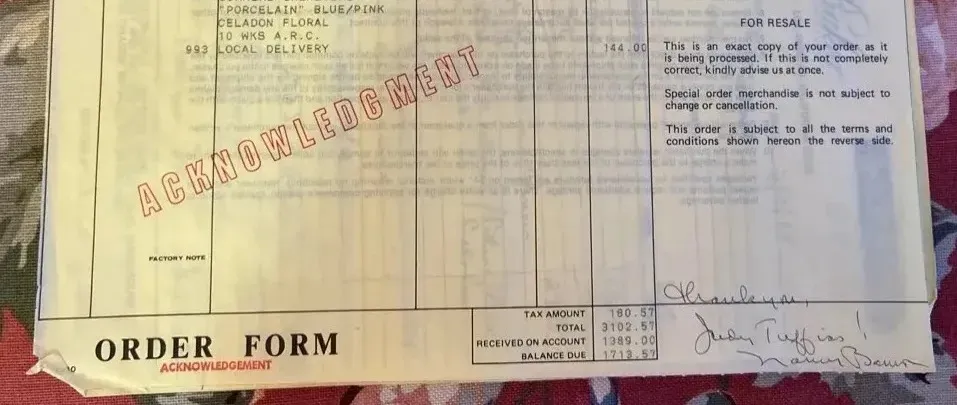 "PORCELAIN" BLUE/PINK
CELADON FLORAL
10 WKS A.R.C.
993 LOCAL DELIVERY 144.00
ACKNOWLEDGMENT
FOR RESALE
This is an exact copy of your order as it
is being processed. If this is not completely
correct, kindly advise us at once.
Special order merchandise is not subject to
change or cancellation.
This order is subject to all the terms and
conditions shown hereon the reverse side.
FACTORY NOTE
TAX AMOUNT 180.57
TOTAL 3102.57
RECEIVED ON ACCOUNT 1389.00
BALANCE DUE 1713.57
ORDER FORM
ACKNOWLEDGEMENT
Thank you,
Judy
Nancy